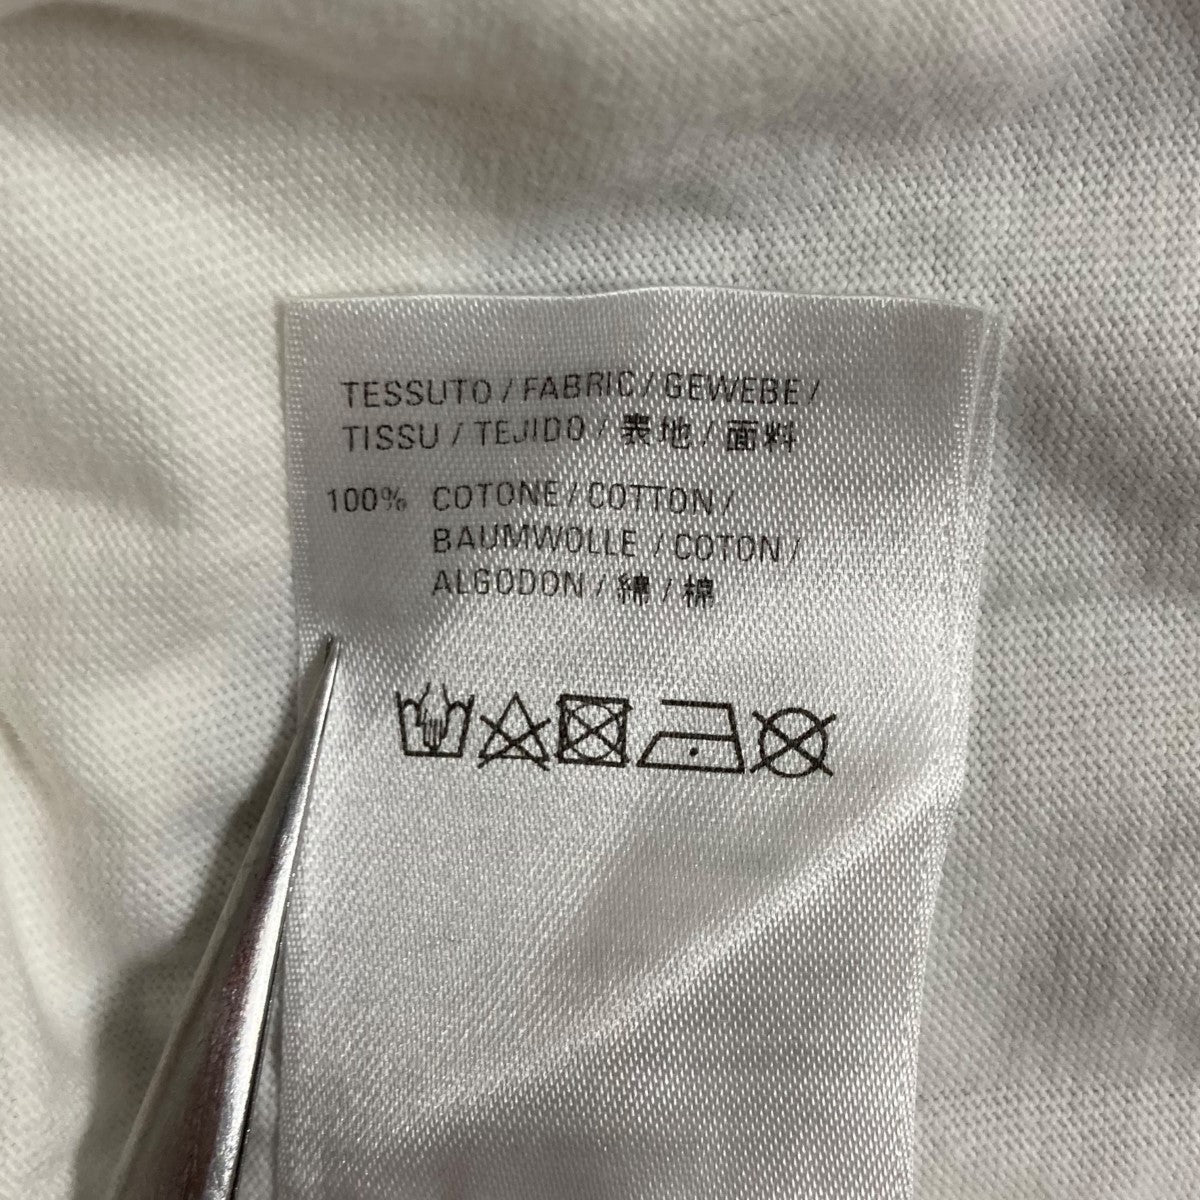 TESSUTO / FABRIC / GEWEBE /
TISSU / TEJIDO / 表地 / 面料
100% COTONE / COTTON /
BAUMWOLLE / COTON /
ALGODON / 綿 / 棉